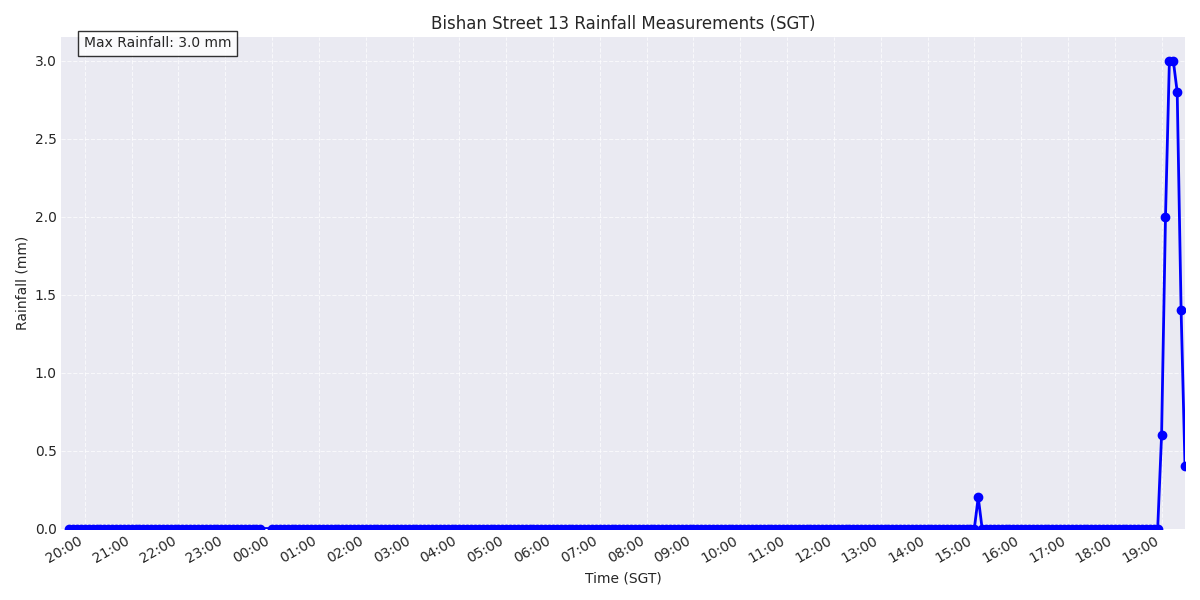 Bishan Street 13 Rainfall Measurements (SGT)
Max Rainfall: 3.0 mm
3.0
2.5
2.0
1.5
1.0
0.5
0.0
Rainfall (mm)
20:00 21:00 22:00 23:00 00:00 01:00 02:00 03:00 04:00 05:00 06:00 07:00 08:00 09:00 10:00 11:00 12:00 13:00 14:00 15:00 16:00 17:00 18:00 19:00
Time (SGT)